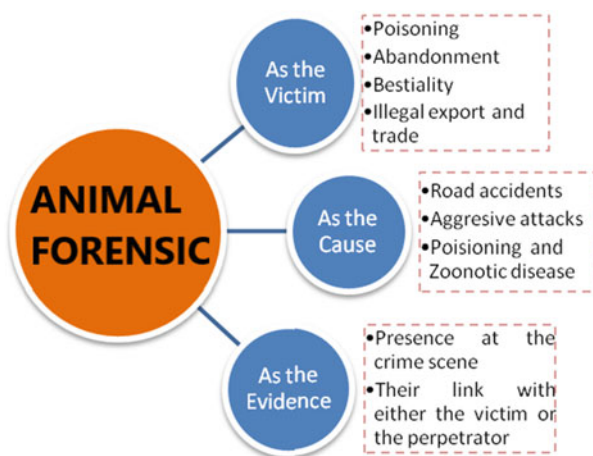 ANIMAL
FORENSIC
As the
Victim
•Poisoning
•Abandonment
•Bestiality
•Illegal export and
trade
As the
Cause
•Road accidents
•Aggresive attacks
•Poisioning and
Zoonotic disease
As the
Evidence
•Presence at the
crime scene
•Their link with
either the victim or
the perpetrator